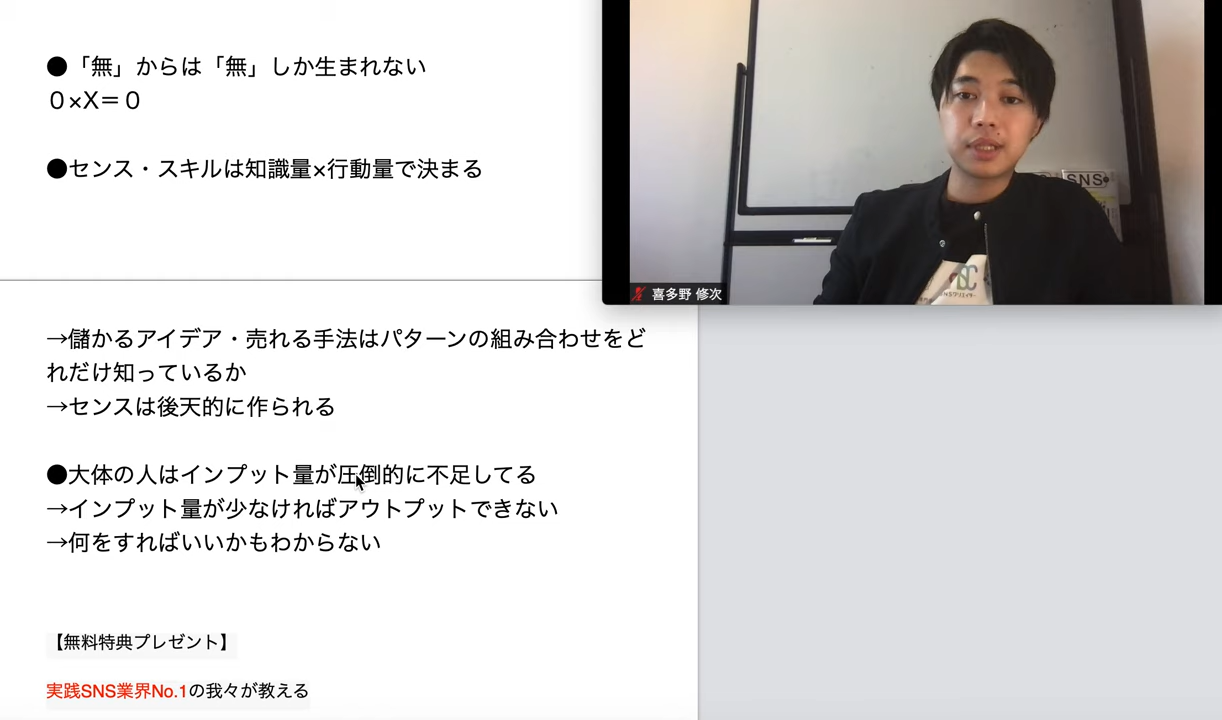 ●「無」からは「無」しか生まれない
０×X＝０
●センス・スキルは知識量×行動量で決まる
→儲かるアイデア・売れる手法はパターンの組み合わせをど
れだけ知っているか
→センスは後天的に作られる
●大体の人はインプット量が圧倒的に不足してる
→インプット量が少なければアウトプットできない
→何をすればいいかもわからない
【無料特典プレゼント】
実践SNS業界No.1の我々が教える
SNS
喜多野 修次